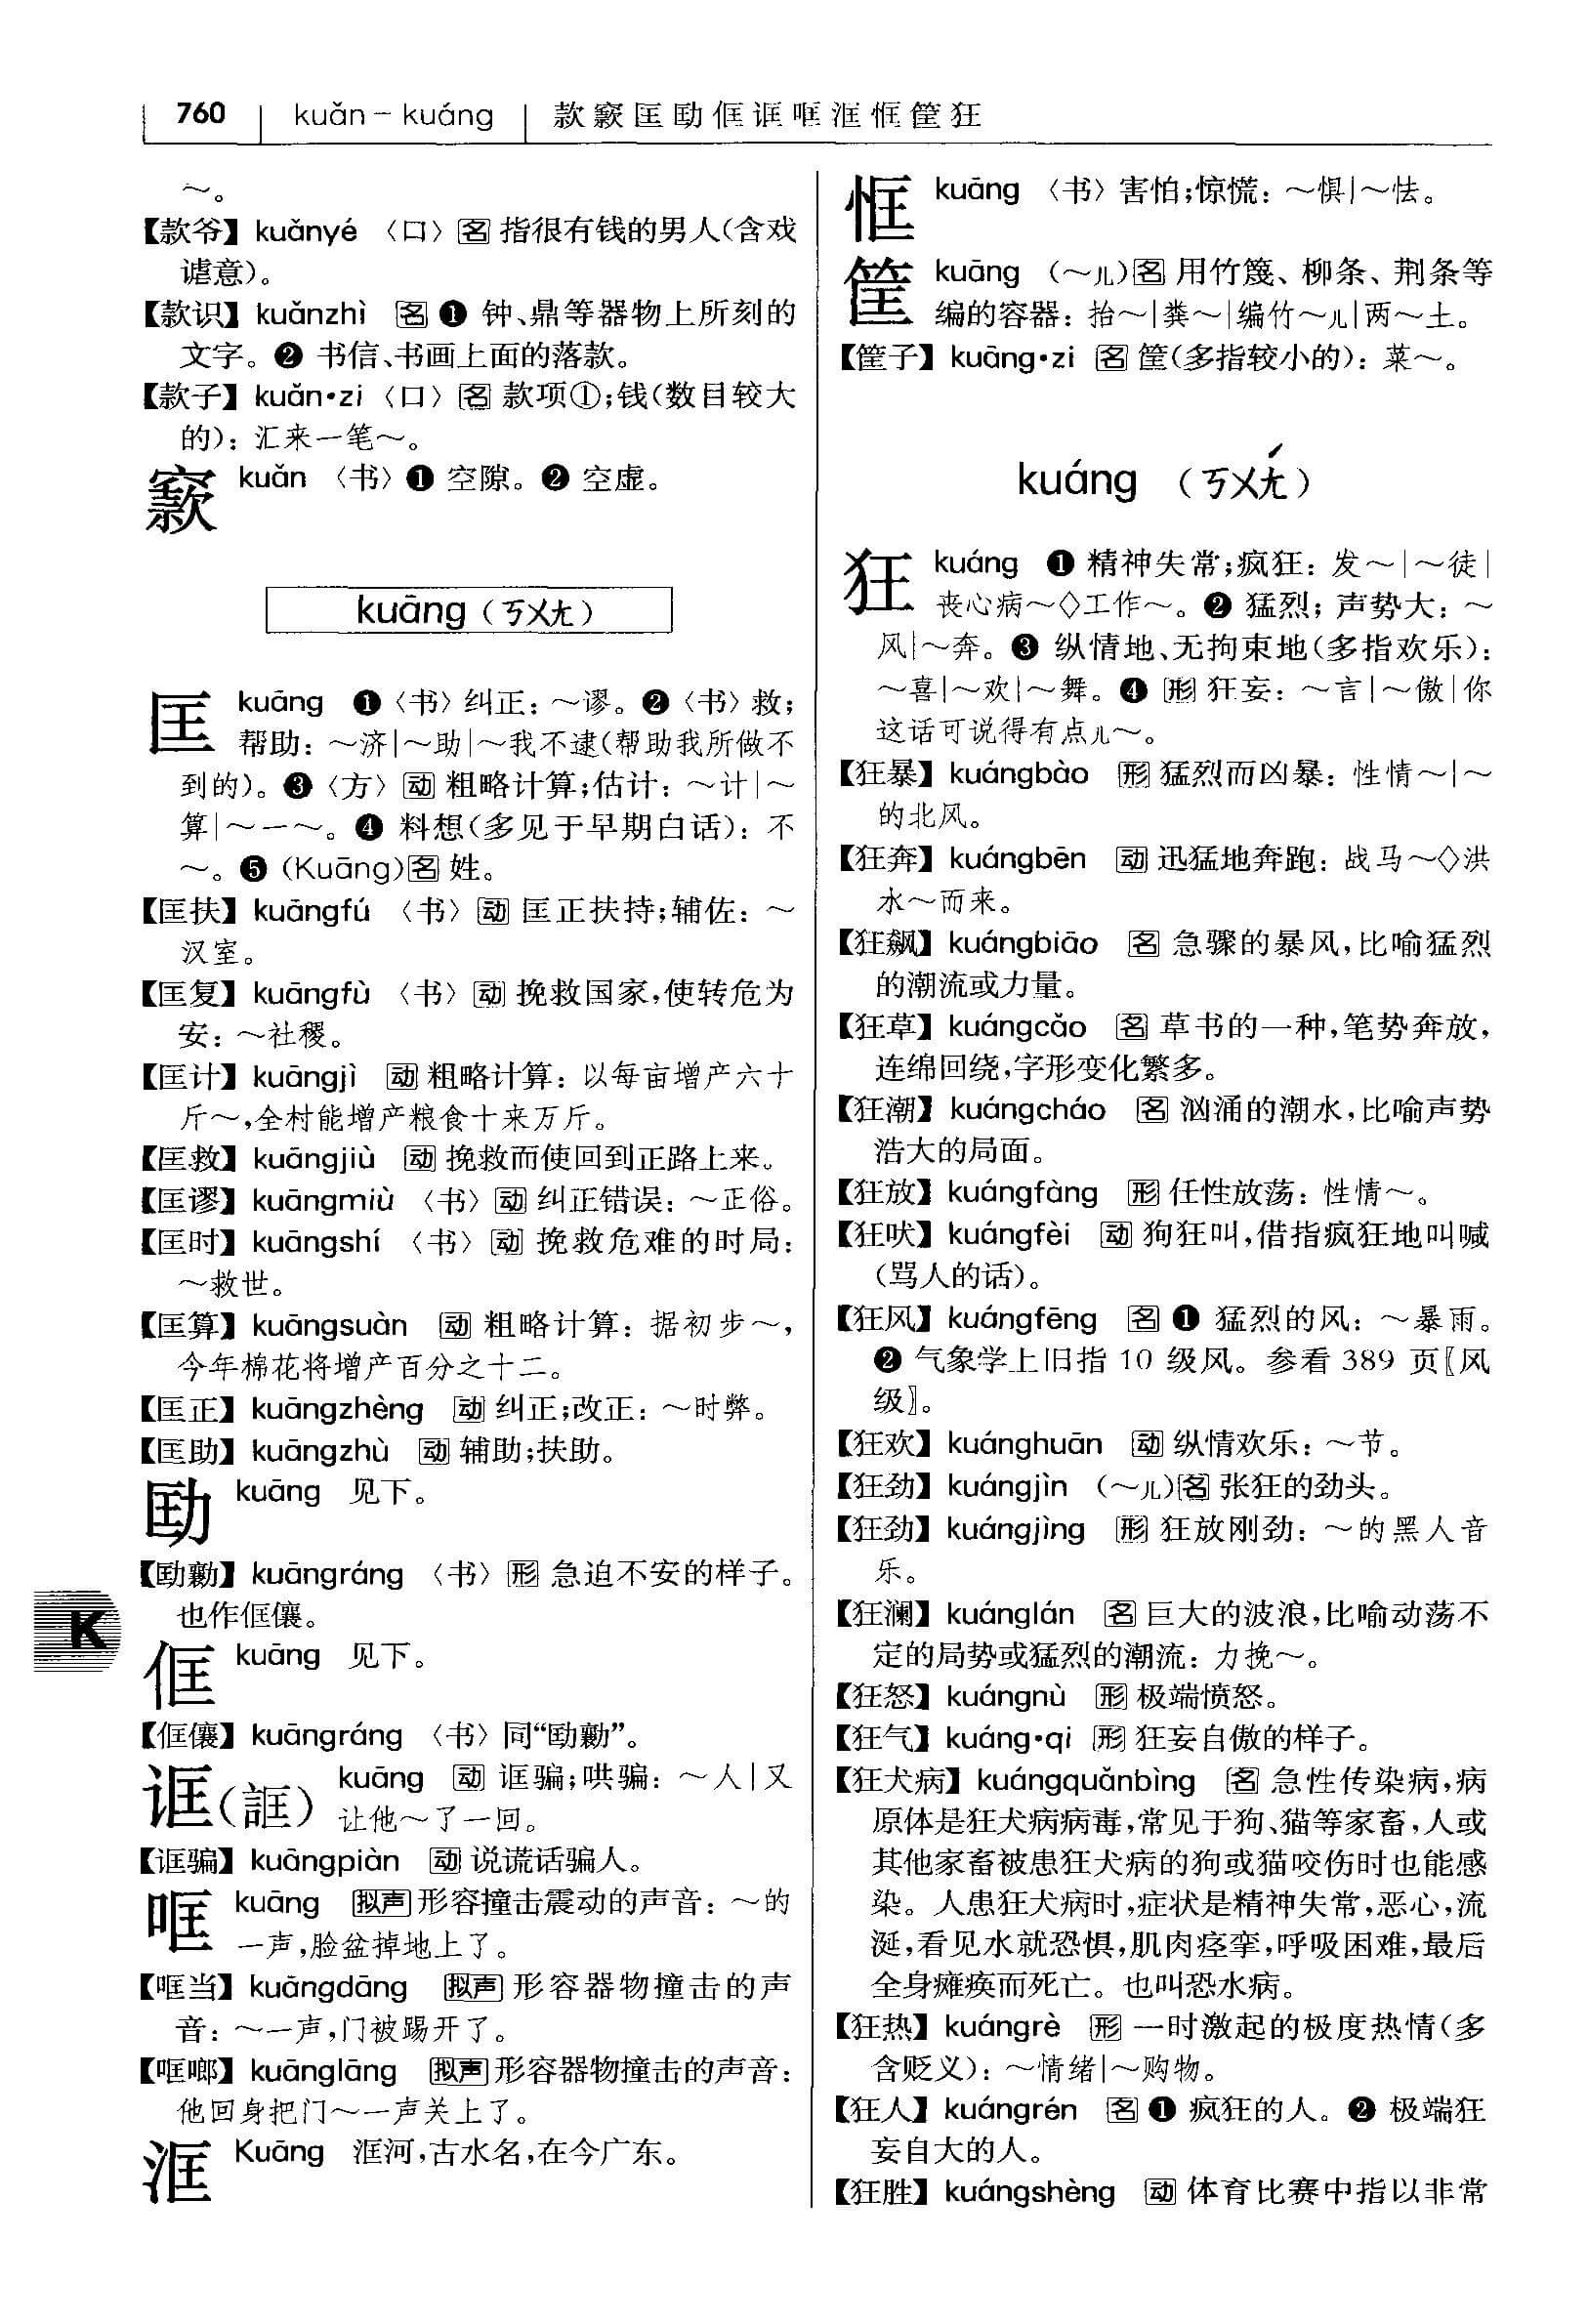 760 kuǎn－kuáng 款窾匡劻俇诓哐洭恇筐狂
～。
【款爷】kuǎnyé 〈口〉名 指很有钱的男人(含戏
谑意)。
【款识】kuǎnzhì 名 ❶ 钟、鼎等器物上所刻的
文字。❷ 书信、书画上面的落款。
【款子】kuǎn·zi 〈口〉名 款项①;钱(数目较大
的)：汇来一笔～。
窾 kuǎn 〈书〉❶ 空隙。❷ 空虚。
kuāng (ㄎㄨㄤ)
匡 kuāng ❶〈书〉纠正：～谬。❷〈书〉救;
帮助：～济|～助|～我不逮(帮助我所做不
到的)。❸〈方〉动 粗略计算;估计：～计|～
算|～一～。❹ 料想(多见于早期白话)：不
～。❺ (Kuāng)名 姓。
【匡扶】kuāngfú 〈书〉动 匡正扶持;辅佐：～
汉室。
【匡复】kuāngfù 〈书〉动 挽救国家,使转危为
安：～社稷。
【匡计】kuāngjì 动 粗略计算：以每亩增产六十
斤～,全村能增产粮食十来万斤。
【匡救】kuāngjiù 动 挽救而使回到正路上来。
【匡谬】kuāngmiù 〈书〉动 纠正错误：～正俗。
【匡时】kuāngshí 〈书〉动 挽救危难的时局：
～救世。
【匡算】kuāngsuàn 动 粗略计算：据初步～,
今年棉花将增产百分之十二。
【匡正】kuāngzhèng 动 纠正;改正：～时弊。
【匡助】kuāngzhù 动 辅助;扶助。
劻 kuāng 见下。
【劻勷】kuāngráng 〈书〉形 急迫不安的样子。
也作俇儴。
K
俇 kuāng 见下。
【俇儴】kuāngráng 〈书〉同“劻勷”。
诓(誆) kuāng 动 诓骗;哄骗：～人|又
让他～了一回。
【诓骗】kuāngpiàn 动 说谎话骗人。
哐 kuāng 拟声 形容撞击震动的声音：～的
一声,脸盆掉地上了。
【哐当】kuāngdāng 拟声 形容器物撞击的声
音：～一声,门被踢开了。
【哐啷】kuānglāng 拟声 形容器物撞击的声音：
他回身把门～一声关上了。
洭 Kuāng 洭河,古水名,在今广东。
恇 kuāng 〈书〉害怕;惊慌：～惧|～怯。
筐 kuāng (～儿)名 用竹篾、柳条、荆条等
编的容器：抬～|粪～|编竹～儿|两～土。
【筐子】kuāng·zi 名 筐(多指较小的)：菜～。
kuáng (ㄎㄨㄤˊ)
狂 kuáng ❶ 精神失常;疯狂：发～|～徒|
丧心病～◇工作～。❷ 猛烈；声势大：～
风|～奔。❸ 纵情地、无拘束地(多指欢乐)：
～喜|～欢|～舞。❹ 形 狂妄：～言|～傲|你
这话可说得有点儿～。
【狂暴】kuángbào 形 猛烈而凶暴：性情～|～
的北风。
【狂奔】kuángbēn 动 迅猛地奔跑：战马～◇洪
水～而来。
【狂飙】kuángbiāo 名 急骤的暴风,比喻猛烈
的潮流或力量。
【狂草】kuángcǎo 名 草书的一种,笔势奔放,
连绵回绕,字形变化繁多。
【狂潮】kuángcháo 名 汹涌的潮水,比喻声势
浩大的局面。
【狂放】kuángfàng 形 任性放荡：性情～。
【狂吠】kuángfèi 动 狗狂叫,借指疯狂地叫喊
(骂人的话)。
【狂风】kuángfēng 名 ❶ 猛烈的风：～暴雨。
❷ 气象学上旧指 10 级风。参看 389 页〖风
级〗。
【狂欢】kuánghuān 动 纵情欢乐：～节。
【狂劲】kuángjìn (～儿)名 张狂的劲头。
【狂劲】kuángjìng 形 狂放刚劲：～的黑人音
乐。
【狂澜】kuánglán 名 巨大的波浪,比喻动荡不
定的局势或猛烈的潮流：力挽～。
【狂怒】kuángnù 形 极端愤怒。
【狂气】kuáng·qi 形 狂妄自傲的样子。
【狂犬病】kuángquǎnbìng 名 急性传染病,病
原体是狂犬病病毒,常见于狗、猫等家畜,人或
其他家畜被患狂犬病的狗或猫咬伤时也能感
染。人患狂犬病时,症状是精神失常,恶心,流
涎,看见水就恐惧,肌肉痉挛,呼吸困难,最后
全身瘫痪而死亡。也叫恐水病。
【狂热】kuángrè 形 一时激起的极度热情(多
含贬义)：～情绪|～购物。
【狂人】kuángrén 名 ❶ 疯狂的人。❷ 极端狂
妄自大的人。
【狂胜】kuángshèng 动 体育比赛中指以非常